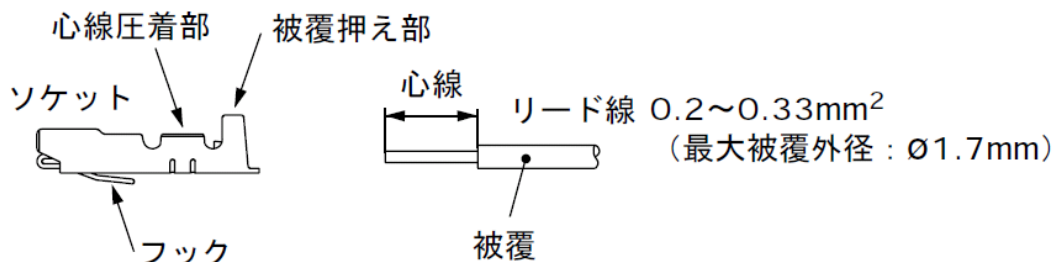 心線圧着部
被覆押え部
ソケット
心線
リード線 0.2～0.33mm²
（最大被覆外径：Ø1.7mm）
フック
被覆